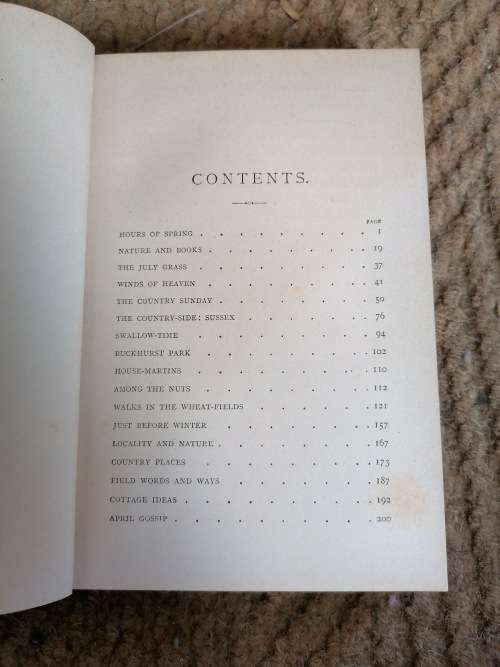 CONTENTS.
PAGE
HOURS OF SPRING . . . . . . . . . 1
NATURE AND BOOKS . . . . . . . . . 19
THE JULY GRASS . . . . . . . . . 37
WINDS OF HEAVEN . . . . . . . . . 41
THE COUNTRY SUNDAY . . . . . . . . 50
THE COUNTRY-SIDE: SUSSEX . . . . . . . 76
SWALLOW-TIME . . . . . . . . . 94
BUCKHURST PARK . . . . . . . . 102
HOUSE-MARTINS . . . . . . . . 110
AMONG THE NUTS . . . . . . . . 112
WALKS IN THE WHEAT-FIELDS . . . . . . 121
JUST BEFORE WINTER . . . . . . . 157
LOCALITY AND NATURE . . . . . . . . 167
COUNTRY PLACES . . . . . . . . 173
FIELD WORDS AND WAYS . . . . . . . 187
COTTAGE IDEAS . . . . . . . . . 192
APRIL GOSSIP . . . . . . . . . . 200